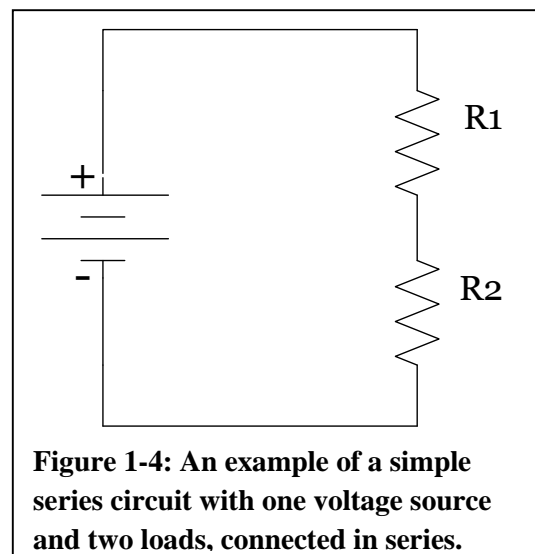 R1
+
-
R2
Figure 1-4: An example of a simple
series circuit with one voltage source
and two loads, connected in series.